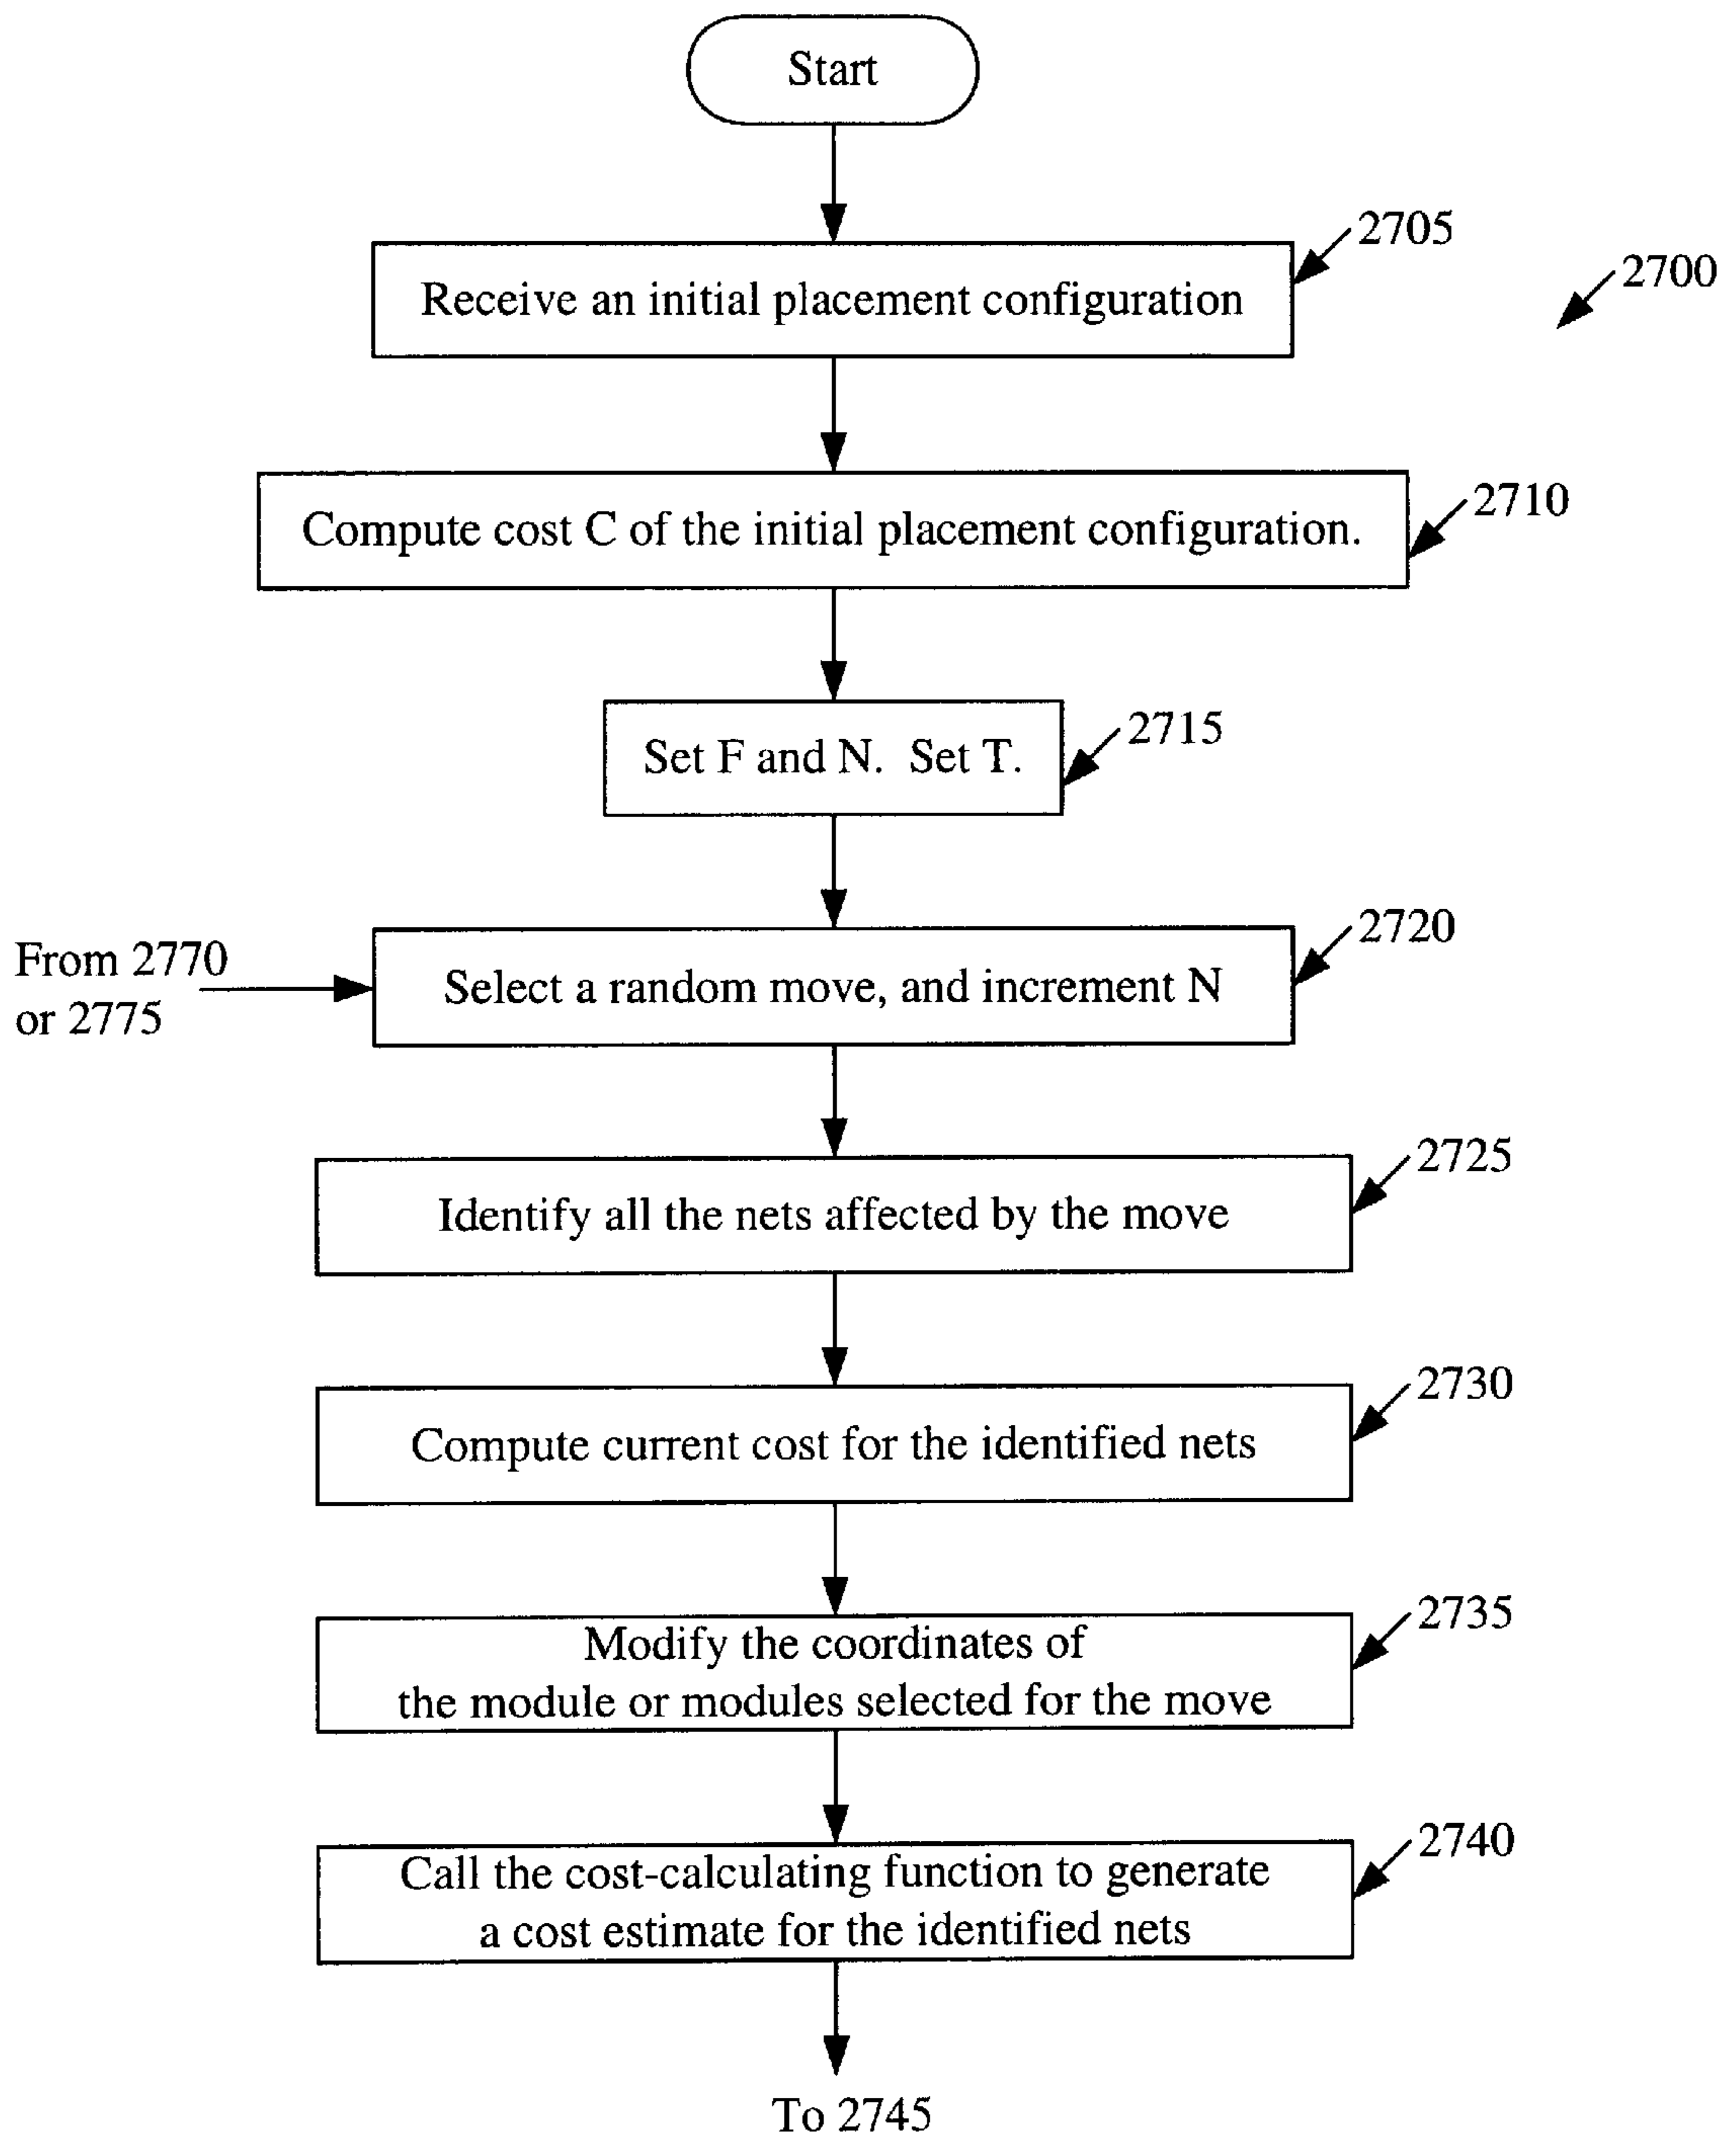 Start
2705
2700
Receive an initial placement configuration
2710
Compute cost C of the initial placement configuration.
2715
Set F and N.  Set T.
2720
From 2770
or 2775
Select a random move, and increment N
2725
Identify all the nets affected by the move
2730
Compute current cost for the identified nets
2735
Modify the coordinates of
the module or modules selected for the move
2740
Call the cost-calculating function to generate
a cost estimate for the identified nets
To 2745